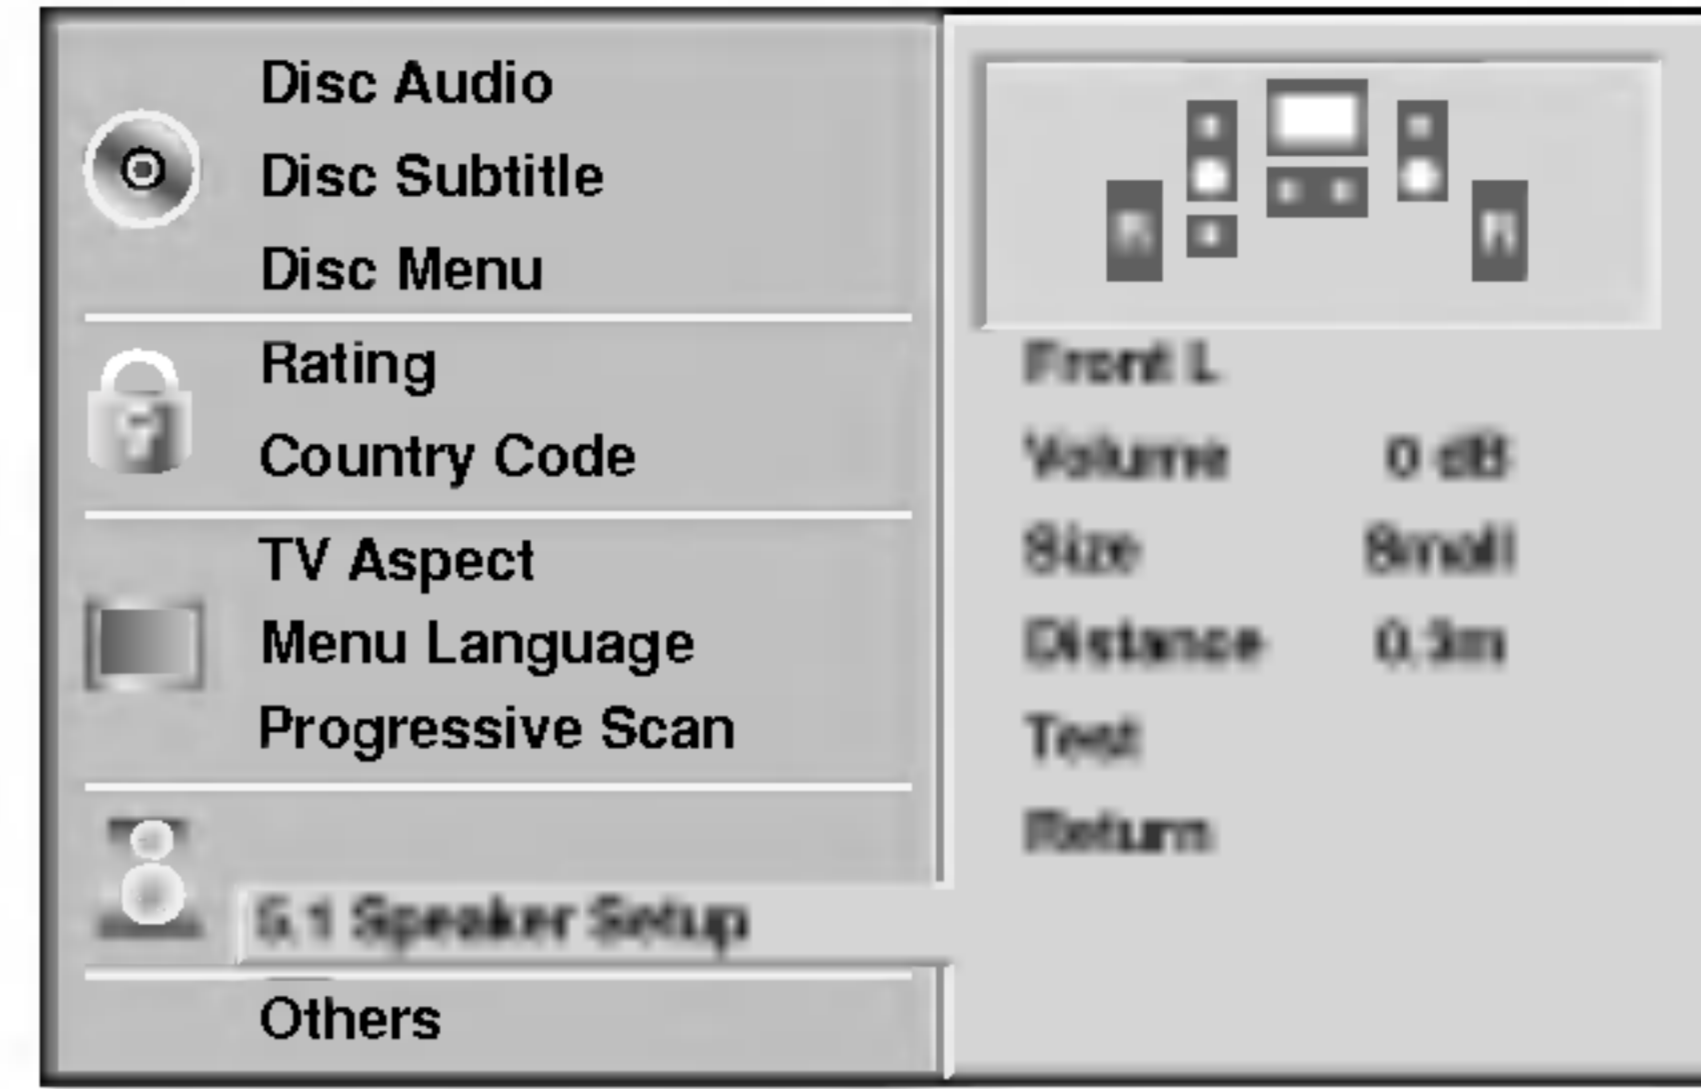 Disc Audio
Disc Subtitle
Disc Menu
Rating
Country Code
TV Aspect
Menu Language
Progressive Scan
5.1 Speaker Setup
Others
Front L
Volume 0 dB
Size Small
Distance 0.3m
Test
Return